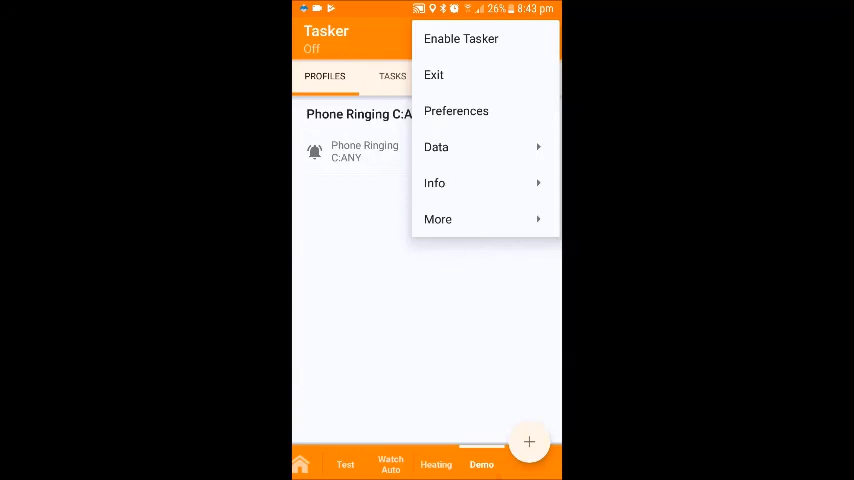 26% 8:43 pm
Tasker
Off
Enable Tasker
Exit
Preferences
Data
Info
More
PROFILES
TASKS
Phone Ringing C:A
Phone Ringing
C:ANY
Test
Watch
Auto
Heating
Demo